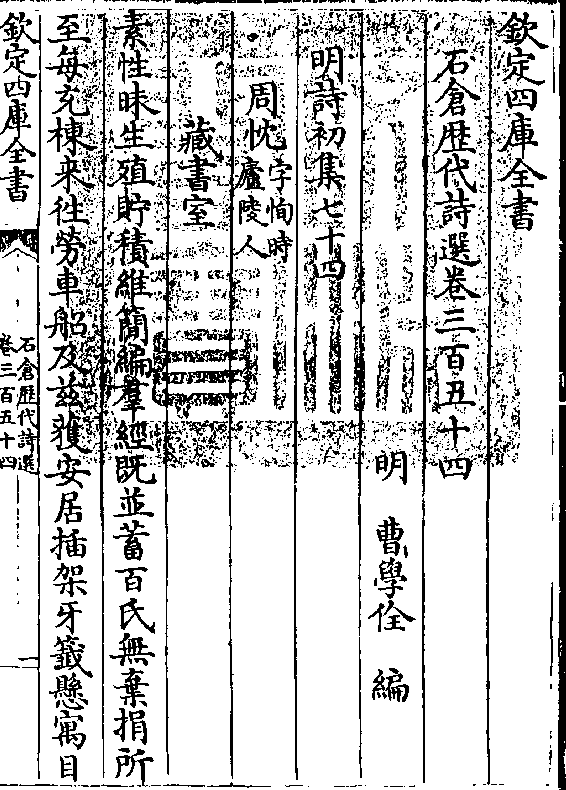 欽定四庫全書
石倉歴代詩選卷三百五十四
明 曹學佺 編
明詩初集七十四
周忱字恂時廬陵人
藏書室
素性昧生殖貯積維簡編羣經既並蓄百氏無棄捐所
至每充棟来往勞車船及兹獲安居插架牙籤懸寓目
欽定四庫全書
石倉歴代詩選
卷三百五十四
一